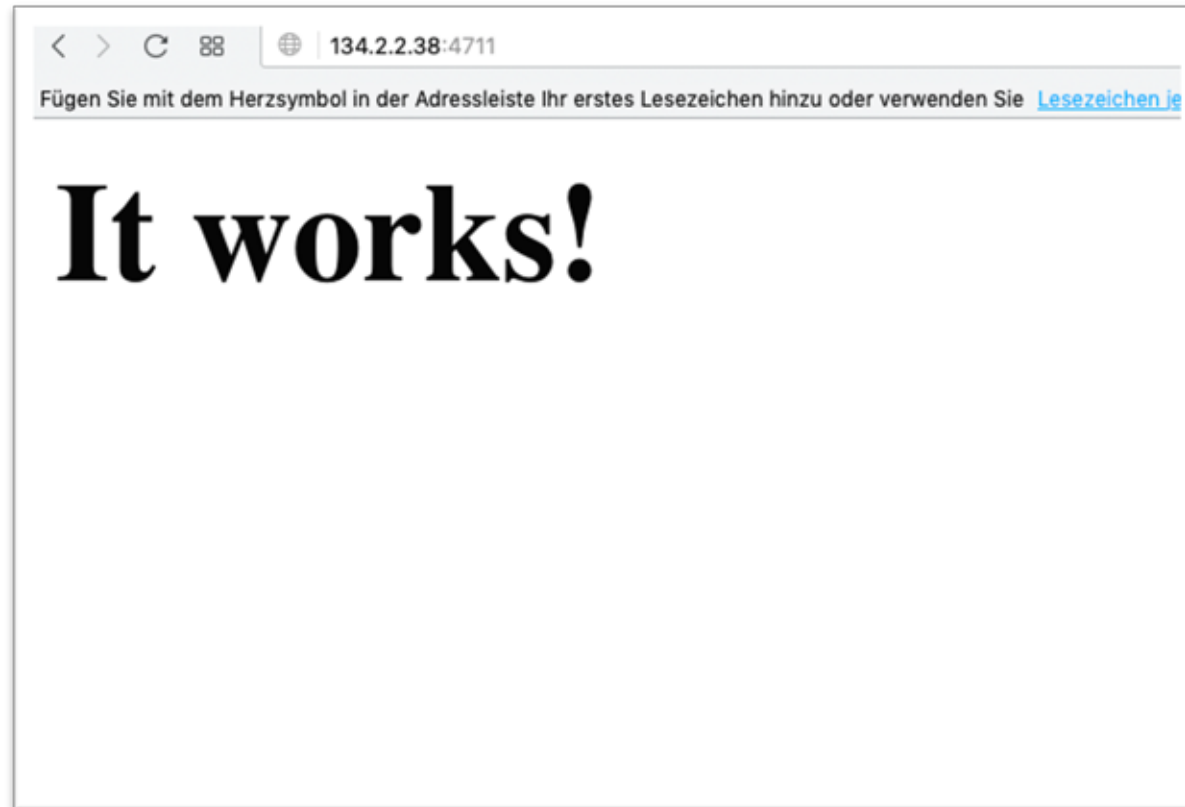 134.2.2.38:4711
Fügen Sie mit dem Herzsymbol in der Adressleiste Ihr erstes Lesezeichen hinzu oder verwenden Sie Lesezeichen
It works!